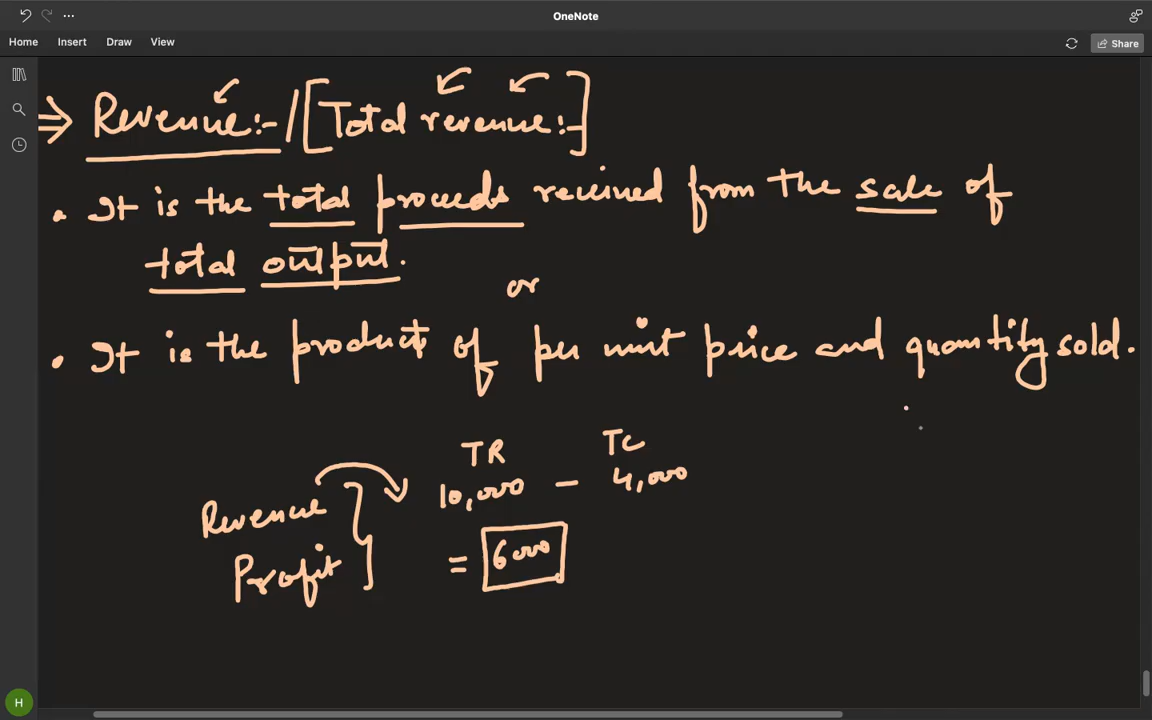 OneNote
Home Insert Draw View Share
⇒ Revenue:- / [Total revenue:-]
• It is the total proceeds received from the sale of
total output.
or
• It is the product of per unit price and quantity sold.
TR TC
Revenue 10,000 - 4,000
Profit = 6000
H